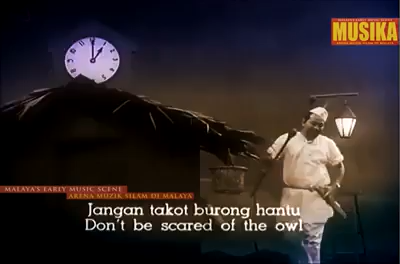 MUSIKA
MALAYA'S EARLY MUSIC SCENE
ARENA MUZIK SILAM DI MALAYA
Jangan takot burong hantu
Don't be scared of the owl